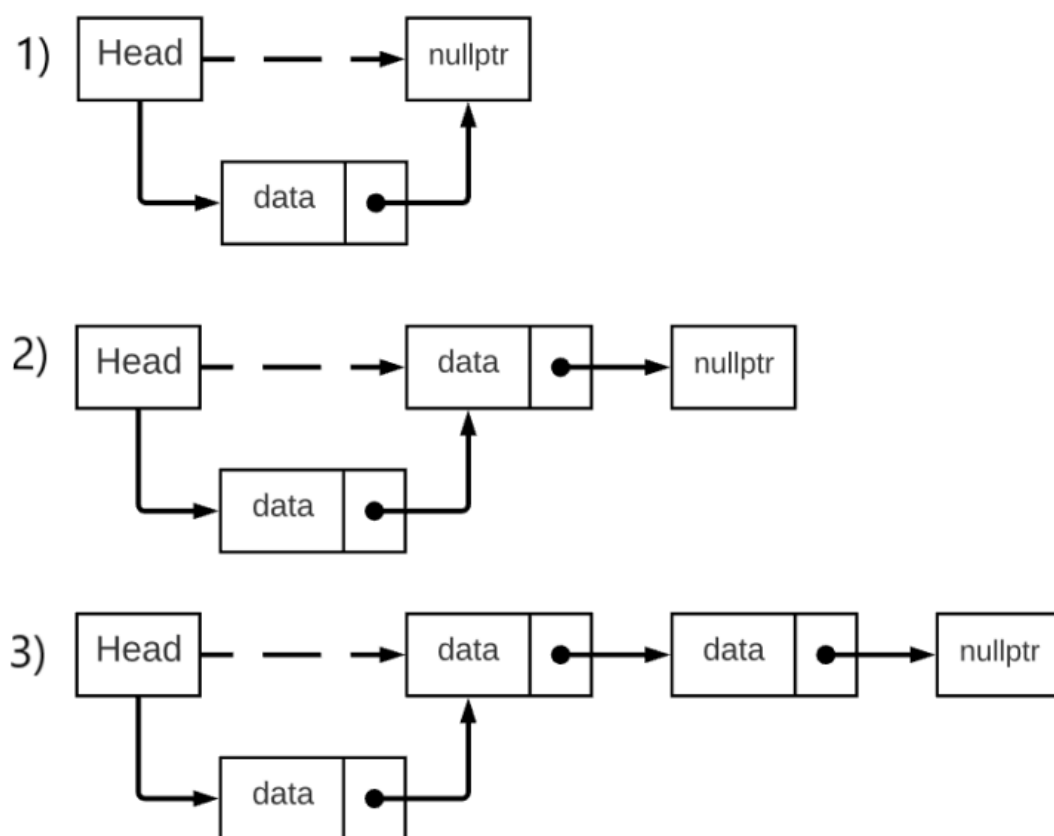 1) Head nullptr
data
2) Head data nullptr
data
3) Head data data nullptr
data